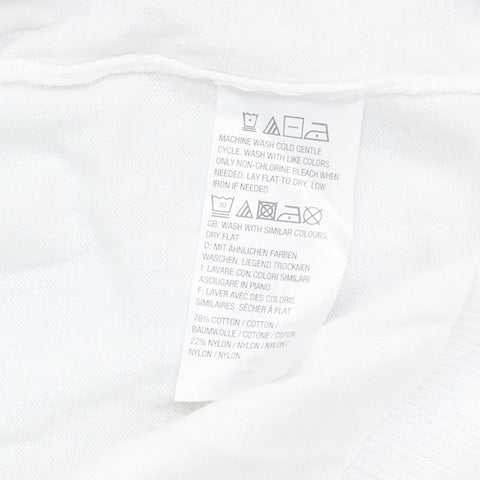 MACHINE WASH COLD GENTLE
CYCLE. WASH WITH LIKE COLORS.
ONLY NON-CHLORINE BLEACH WHEN
NEEDED. LAY FLAT TO DRY. LOW
IRON IF NEEDED
30
GB: WASH WITH SIMILAR COLOURS.
DRY FLAT
D: MIT ÄHNLICHEN FARBEN
WASCHEN. LIEGEND TROCKNEN
I: LAVARE CON COLORI SIMILARI.
ASCIUGARE IN PIANO
F: LAVER AVEC DES COLORIS
SIMILAIRES. SÉCHER À PLAT
78% COTTON / COTTON /
BAUMWOLLE / COTONE / COTON
22% NYLON / NYLON / NYLON /
NYLON / NYLON